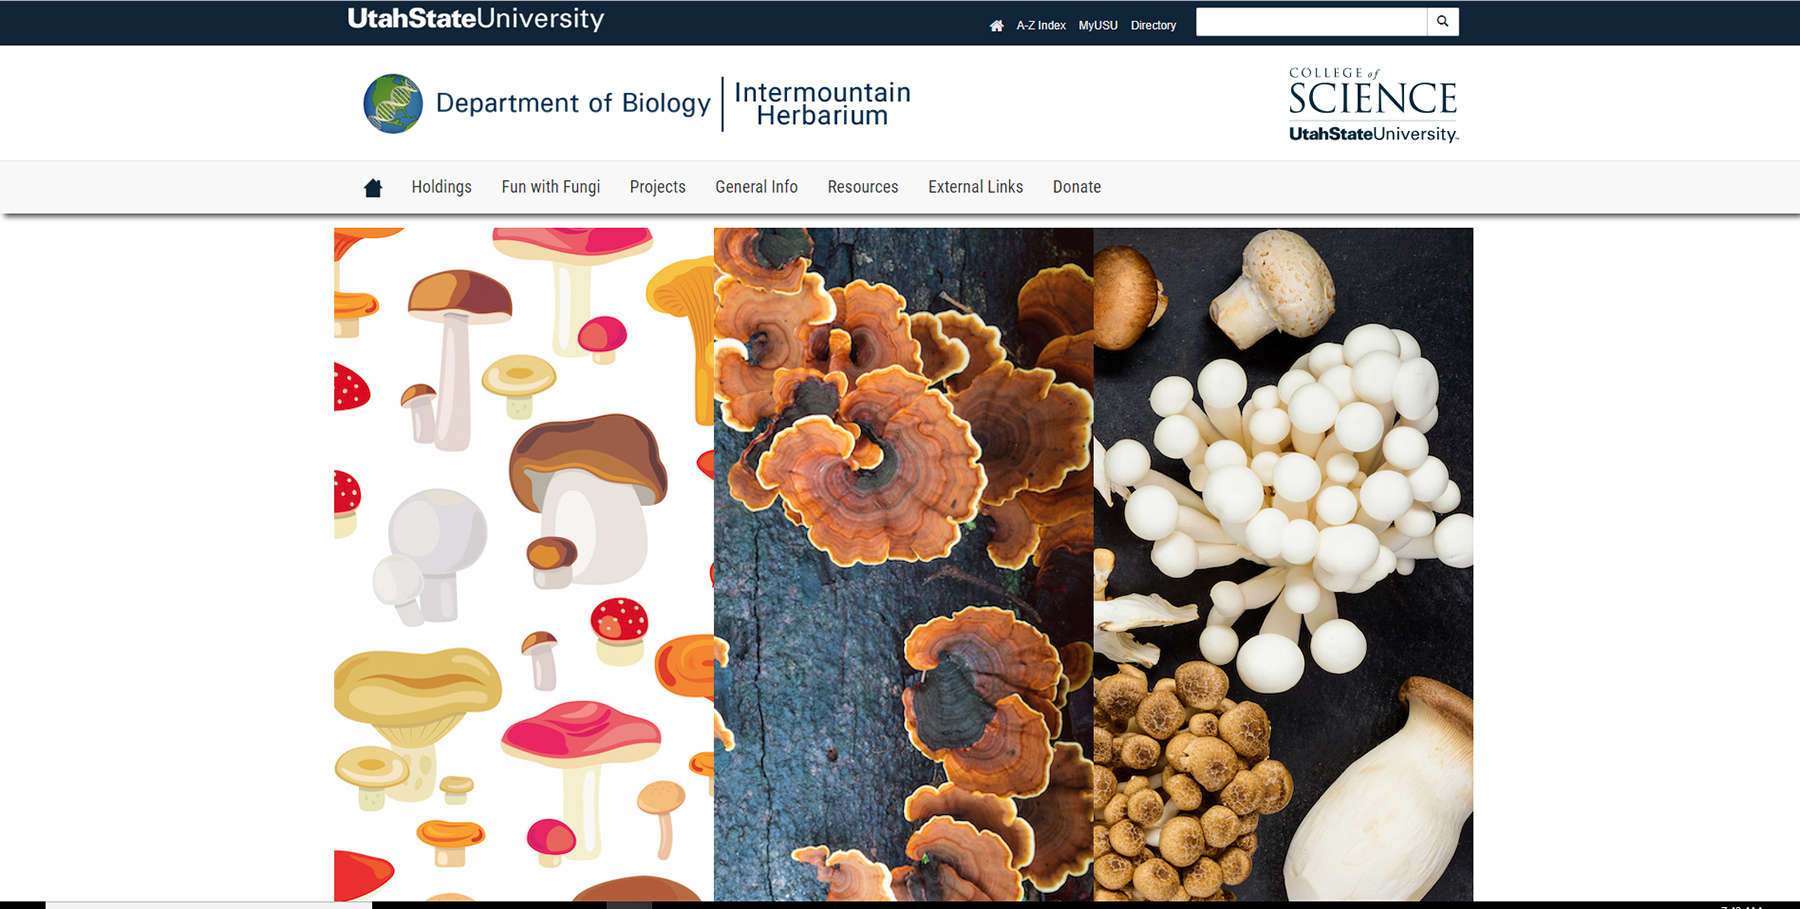 UtahStateUniversity
A-Z Index MyUSU Directory
Department of Biology
Intermountain
Herbarium
COLLEGE of
SCIENCE
UtahStateUniversity
Holdings Fun with Fungi Projects General Info Resources External Links Donate